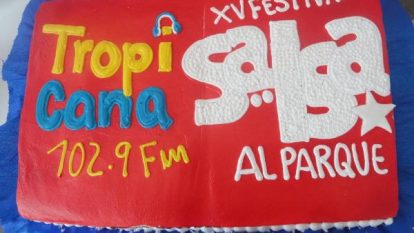 Tropi
Cana
102.9 Fm
XV FESTIVA
Salsa
AL PARQUE